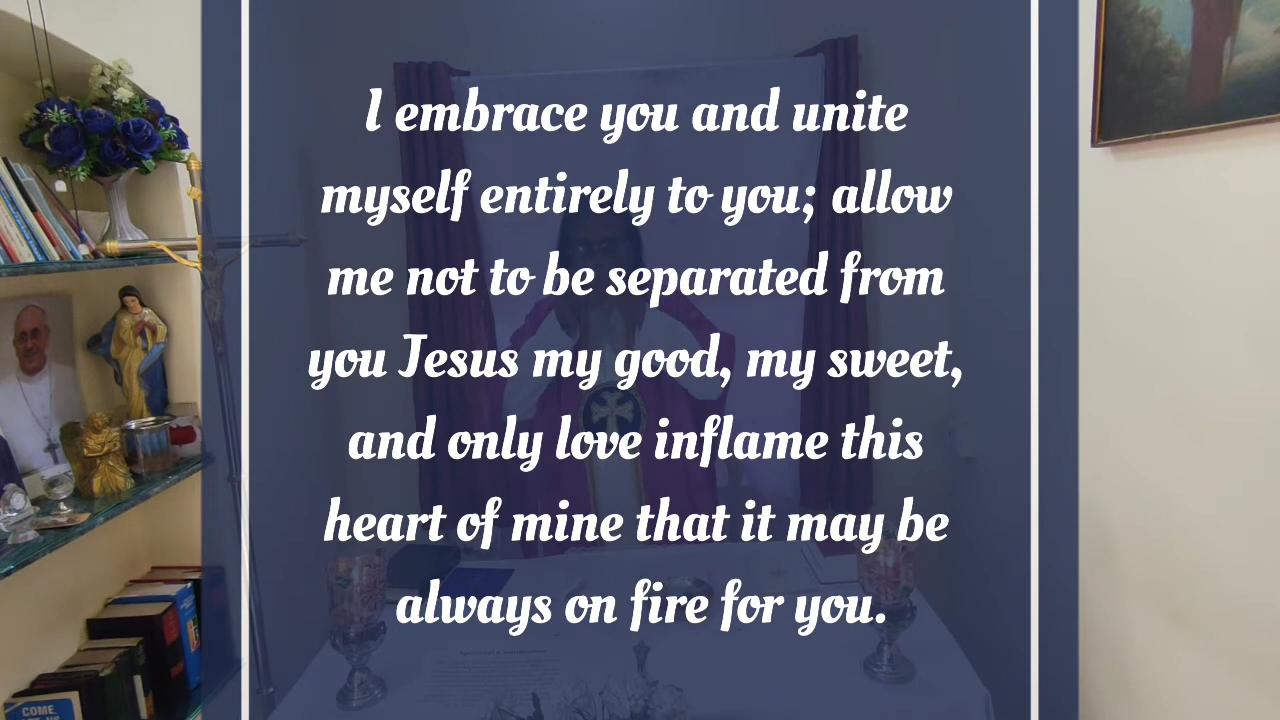 I embrace you and unite
myself entirely to you; allow
me not to be separated from
you Jesus my good, my sweet,
and only love inflame this
heart of mine that it may be
always on fire for you.
COME.